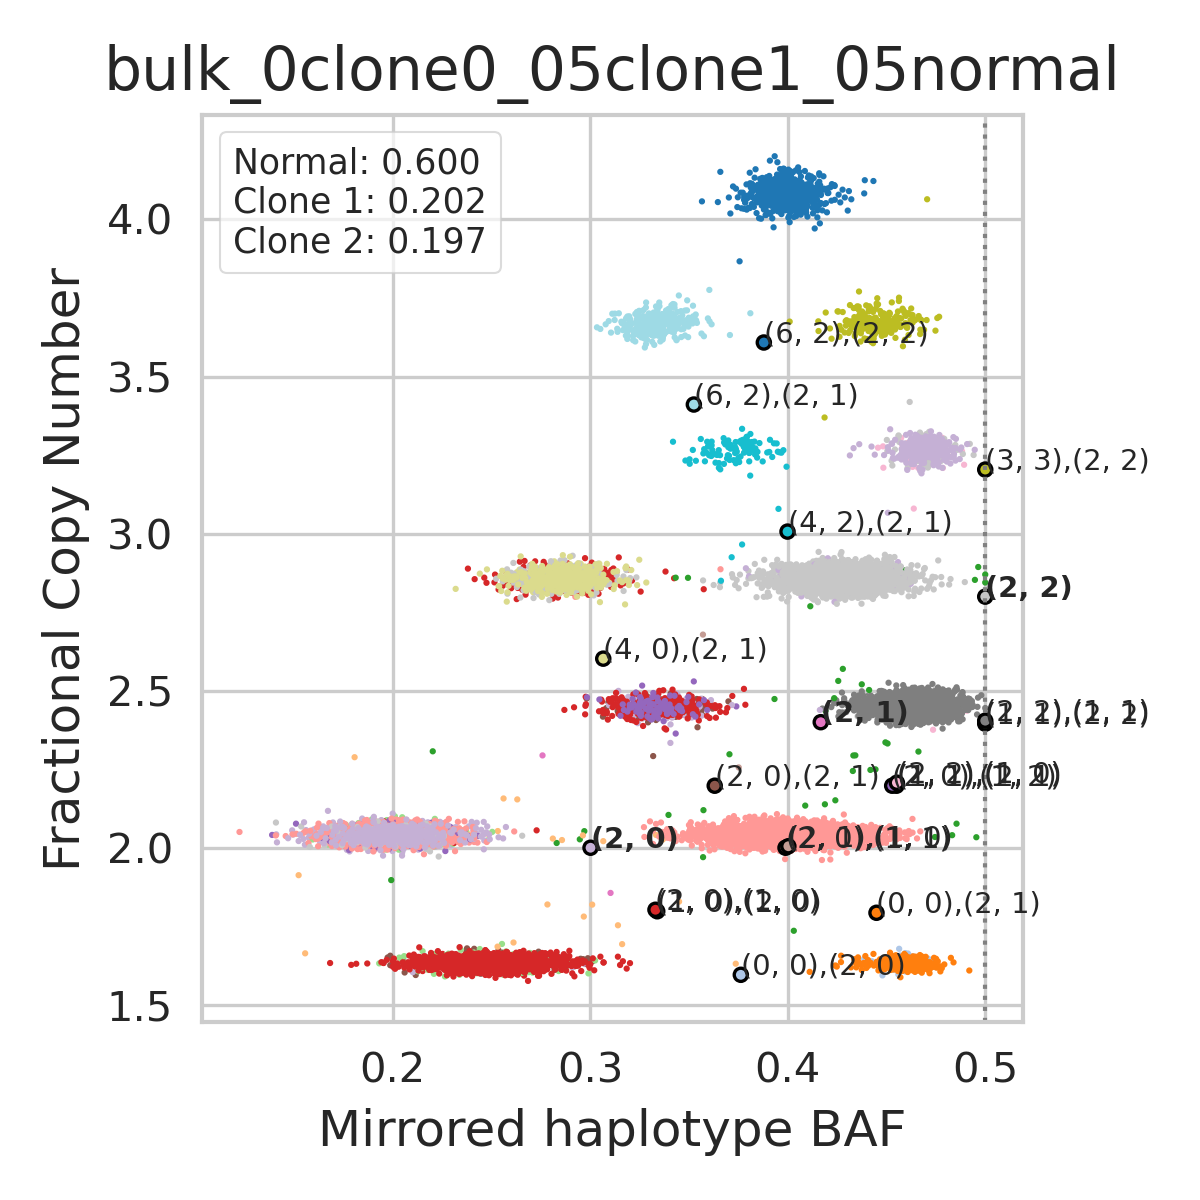 bulk_0clone0_05clone1_05normal
Normal: 0.600
Clone 1: 0.202
Clone 2: 0.197
Fractional Copy Number
4.0
3.5
3.0
2.5
2.0
1.5
(6, 2),(2, 2)
(6, 2),(2, 1)
(3, 3),(2, 2)
(4, 2),(2, 1)
(2, 2)
(4, 0),(2, 1)
(2, 1)
(2, 0),(2, 1)
(2, 0)
(0, 0),(2, 1)
(0, 0),(2, 0)
0.2
0.3
0.4
0.5
Mirrored haplotype BAF